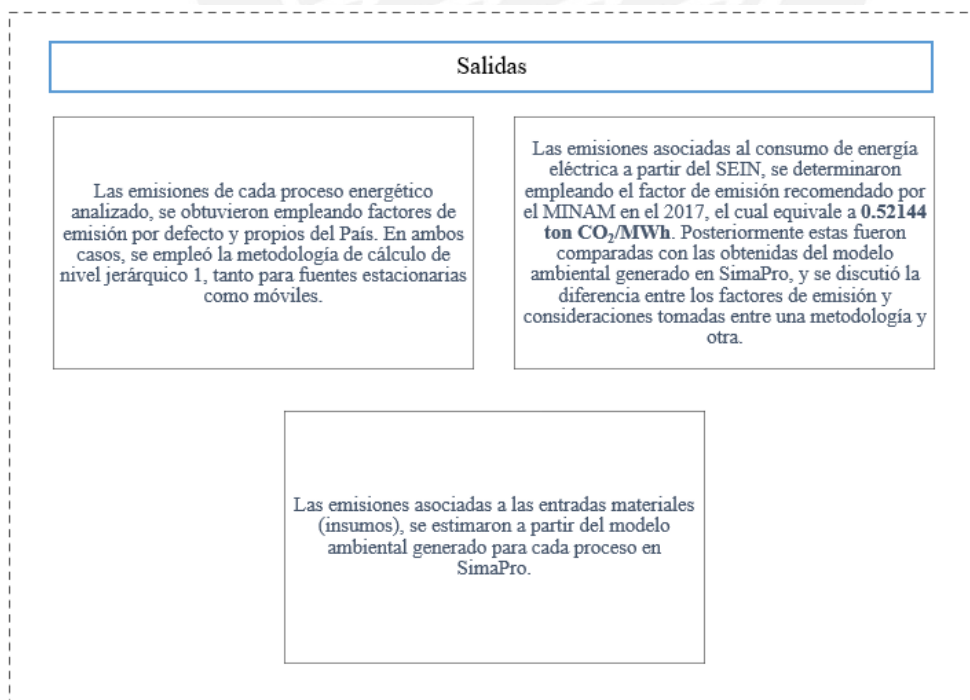 Salidas
Las emisiones de cada proceso energético
analizado, se obtuvieron empleando factores de
emisión por defecto y propios del País. En ambos
casos, se empleó la metodología de cálculo de
nivel jerárquico 1, tanto para fuentes estacionarias
como móviles.
Las emisiones asociadas al consumo de energía
eléctrica a partir del SEIN, se determinaron
empleando el factor de emisión recomendado por
el MINAM en el 2017, el cual equivale a 0.52144
ton CO₂/MWh. Posteriormente estas fueron
comparadas con las obtenidas del modelo
ambiental generado en SimaPro, y se discutió la
diferencia entre los factores de emisión y
consideraciones tomadas entre una metodología y
otra.
Las emisiones asociadas a las entradas materiales
(insumos), se estimaron a partir del modelo
ambiental generado para cada proceso en
SimaPro.